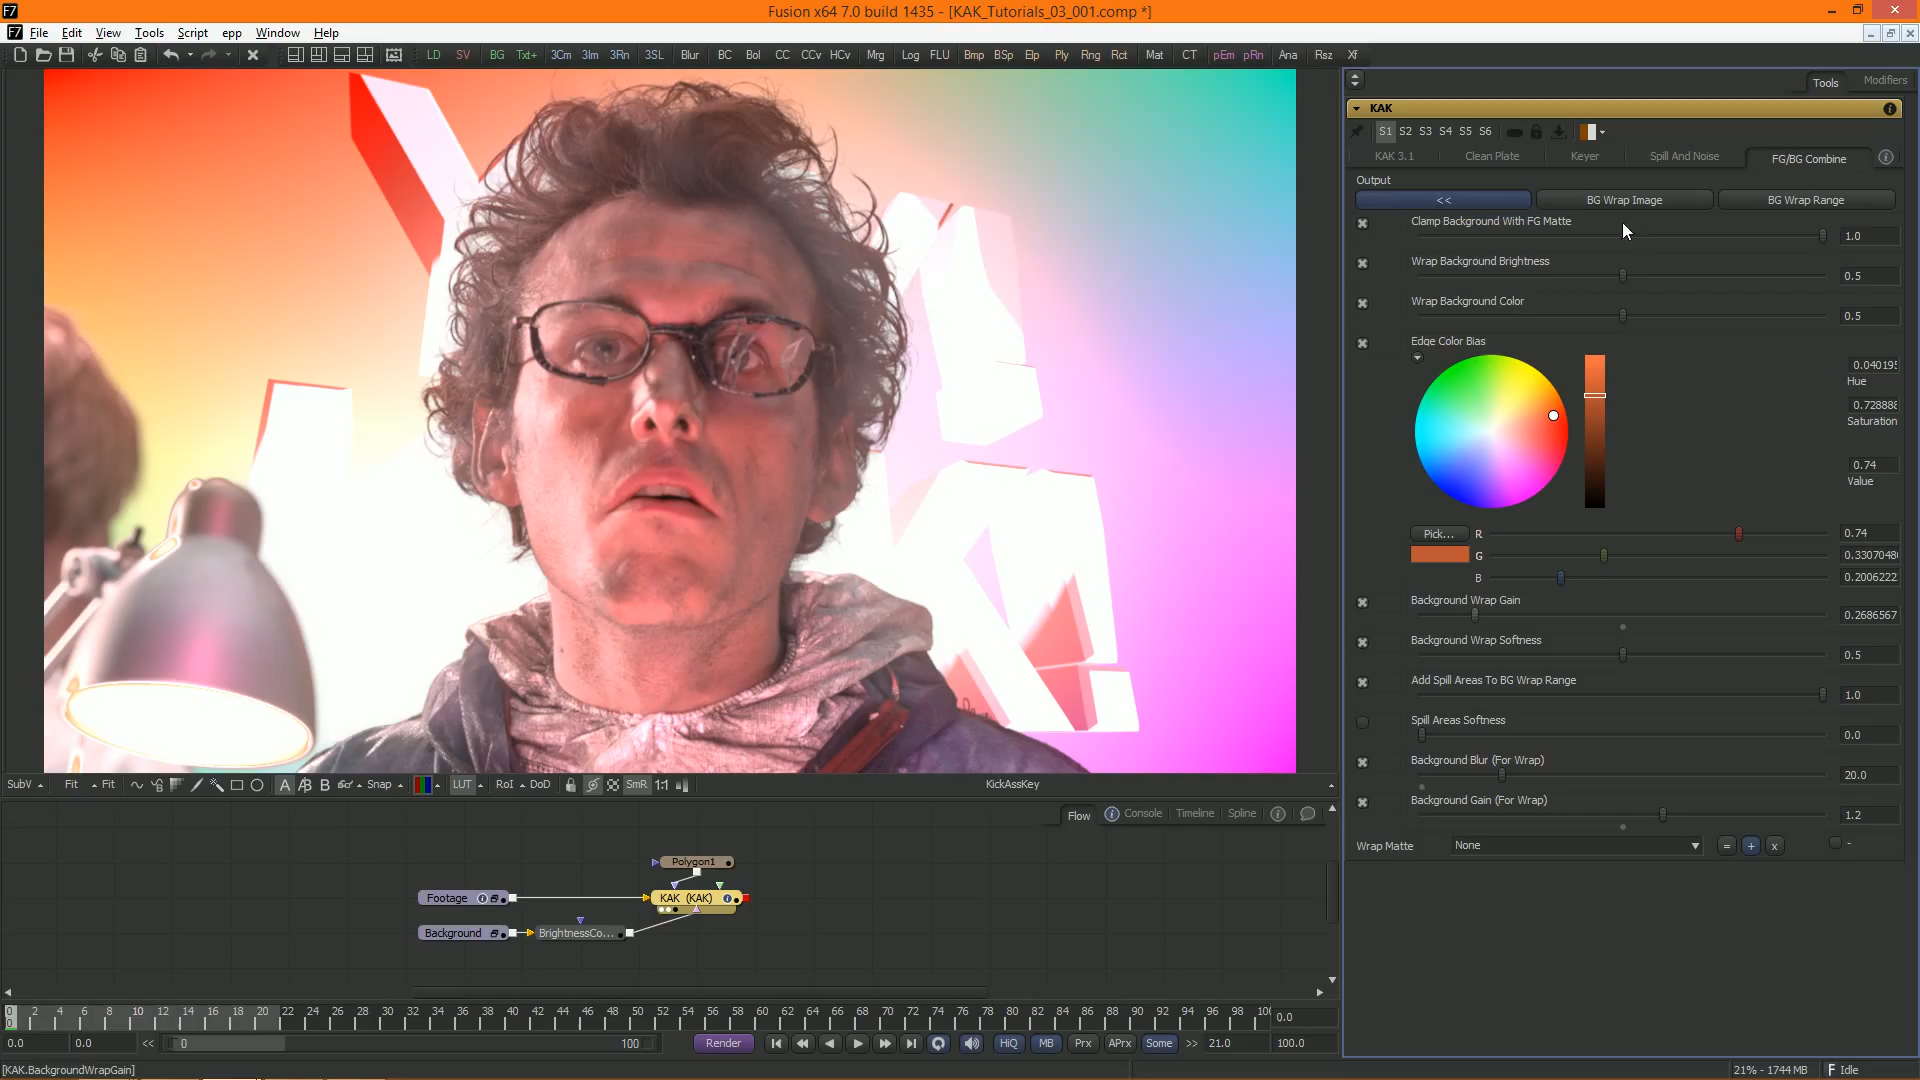 Fusion x64 7.0 build 1435 - [KAK_Tutorials_03_001.comp *]
File Edit View Tools Script epp Window Help
LD SV BG Txt+ 3Cm 3Im 3Rn 3SL Blur BC Bol CC CCv HCv Mrg Log FLU Bmp BSp Elp Ply Rng Rct Mat CT pEm pRn Ana Rsz Xf
Tools Modifiers
KAK
S1 S2 S3 S4 S5 S6
KAK 3.1 Clean Plate Keyer Spill And Noise FG/BG Combine
Output
<< BG Wrap Image BG Wrap Range
Clamp Background With FG Matte
1.0
Wrap Background Brightness
0.5
Wrap Background Color
0.5
Edge Color Bias
0.040195
Hue
0.728888
Saturation
0.74
Value
Pick... R 0.74
G 0.3307048
B 0.2006222
Background Wrap Gain
0.2686567
Background Wrap Softness
0.5
Add Spill Areas To BG Wrap Range
1.0
Spill Areas Softness
0.0
Background Blur (For Wrap)
20.0
Background Gain (For Wrap)
1.2
Wrap Matte None = + x -
SubV Fit Fit A A/B B Snap LUT RoI DoD SmR 1:1 KickAssKey
Flow Console Timeline Spline
Polygon1
Footage KAK (KAK)
Background BrightnessCo...
0 2 4 6 8 10 12 14 16 18 20 22 24 26 28 30 32 34 36 38 40 42 44 46 48 50 52 54 56 58 60 62 64 66 68 70 72 74 76 78 80 82 84 86 88 90 92 94 96 98 100 0.0
0
0.0 0.0 << 0 100 Render HiQ MB Prx APrx Some >> 21.0 100.0
[KAK.BackgroundWrapGain] 21% - 1744 MB Idle